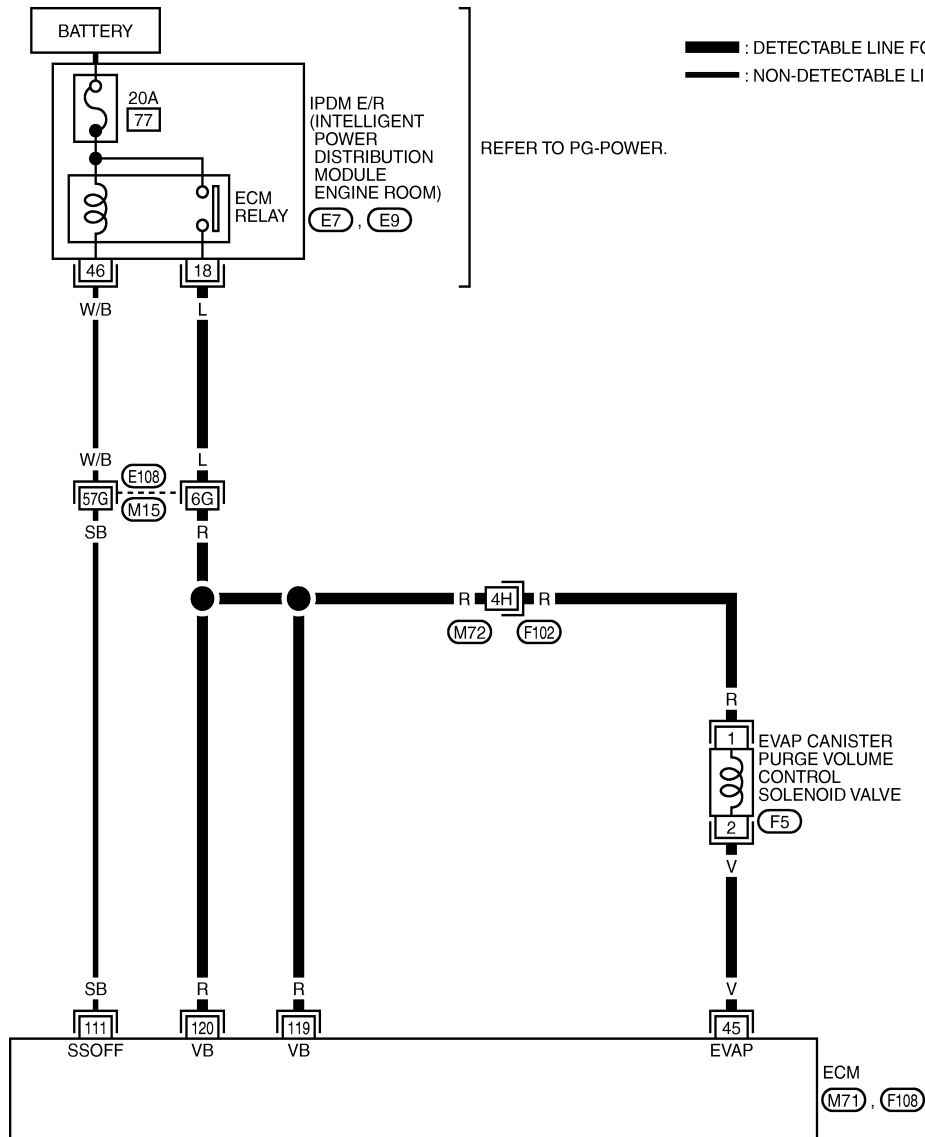 BATTERY
: DETECTABLE LINE FO
: NON-DETECTABLE LI
20A
77
IPDM E/R
(INTELLIGENT
POWER
DISTRIBUTION
MODULE
ENGINE ROOM)
E7 , E9
REFER TO PG-POWER.
ECM
RELAY
46
18
W/B
L
W/B
L
E108
57G
6G
M15
SB
R
R
4H
R
M72
F102
R
1
EVAP CANISTER
PURGE VOLUME
CONTROL
SOLENOID VALVE
2
F5
V
SB
R
R
V
111
120
119
45
SSOFF
VB
VB
EVAP
ECM
M71 , F108